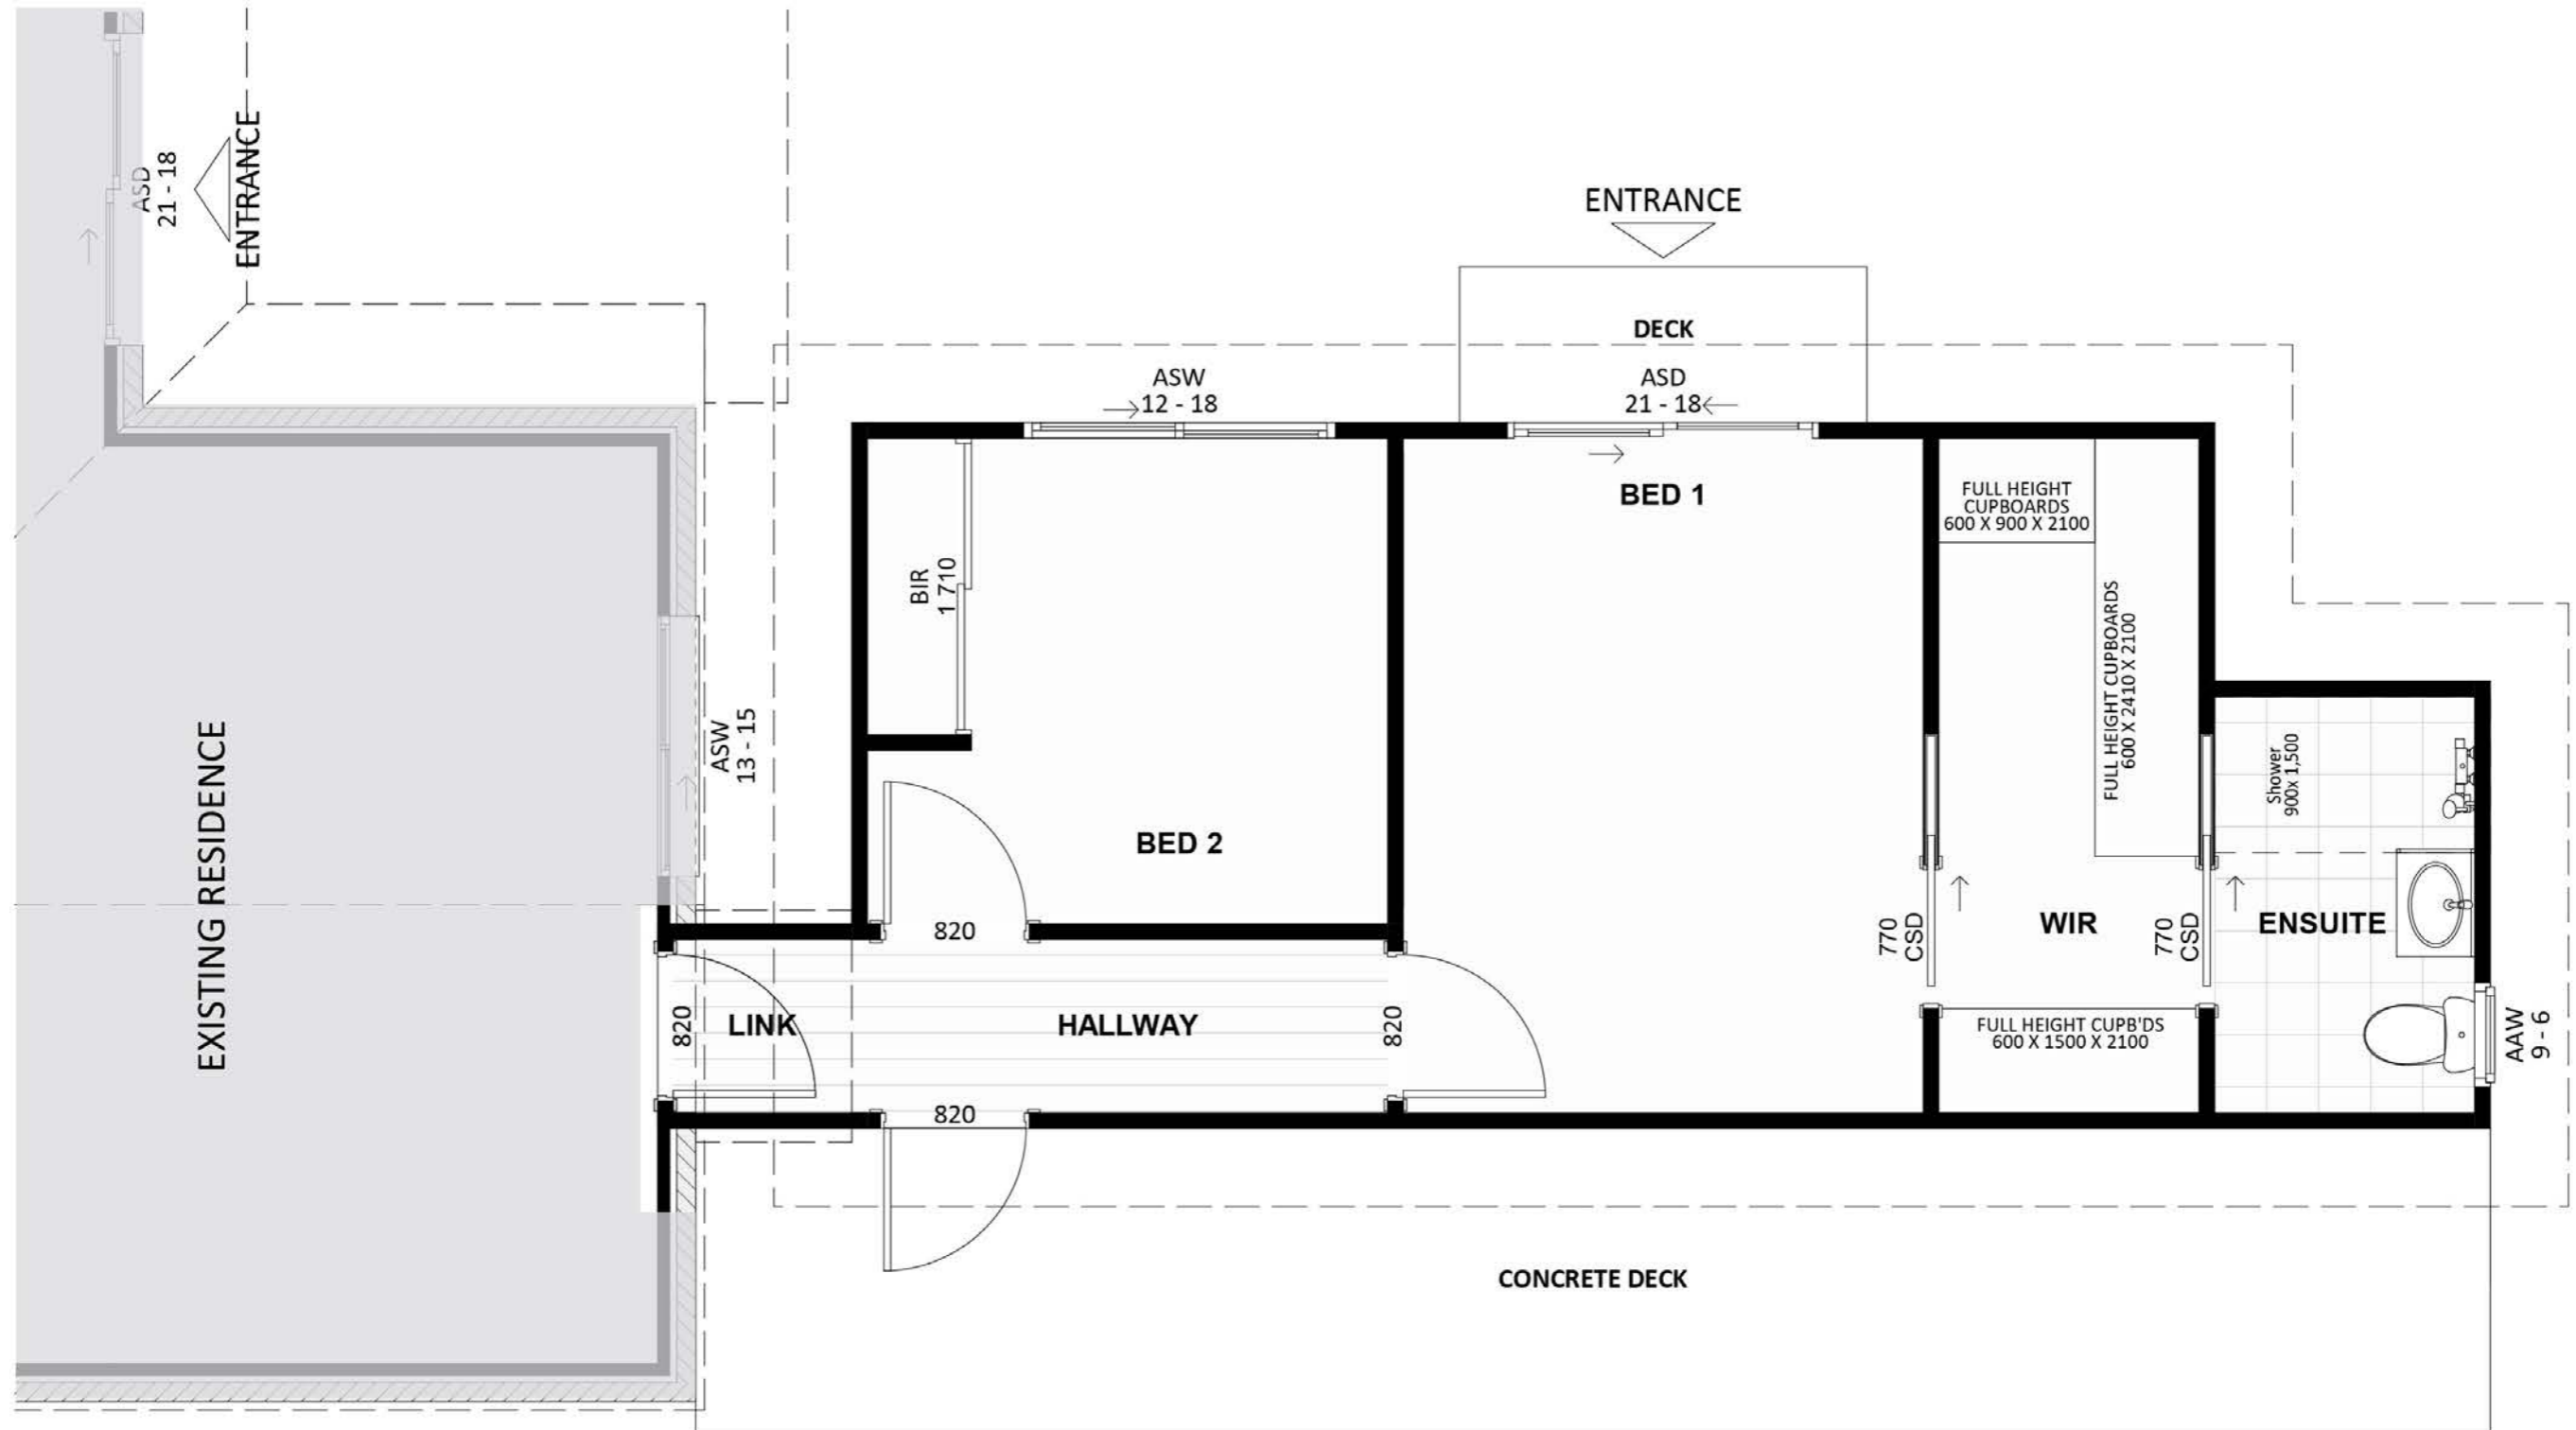 ENTRANCE
ASD
21 - 18
ENTRANCE
DECK
ASW
12 - 18
ASD
21 - 18
BED 1
FULL HEIGHT
CUPBOARDS
600 X 900 X 2100
BIR
1 710
FULL HEIGHT CUPBOARDS
600 X 2410 X 2100
EXISTING RESIDENCE
ASW
13 - 15
Shower
900x 1,500
BED 2
820
770
CSD
WIR
770
CSD
ENSUITE
820
LINK
HALLWAY
820
FULL HEIGHT CUPB'DS
600 X 1500 X 2100
AAW
9 - 6
820
CONCRETE DECK